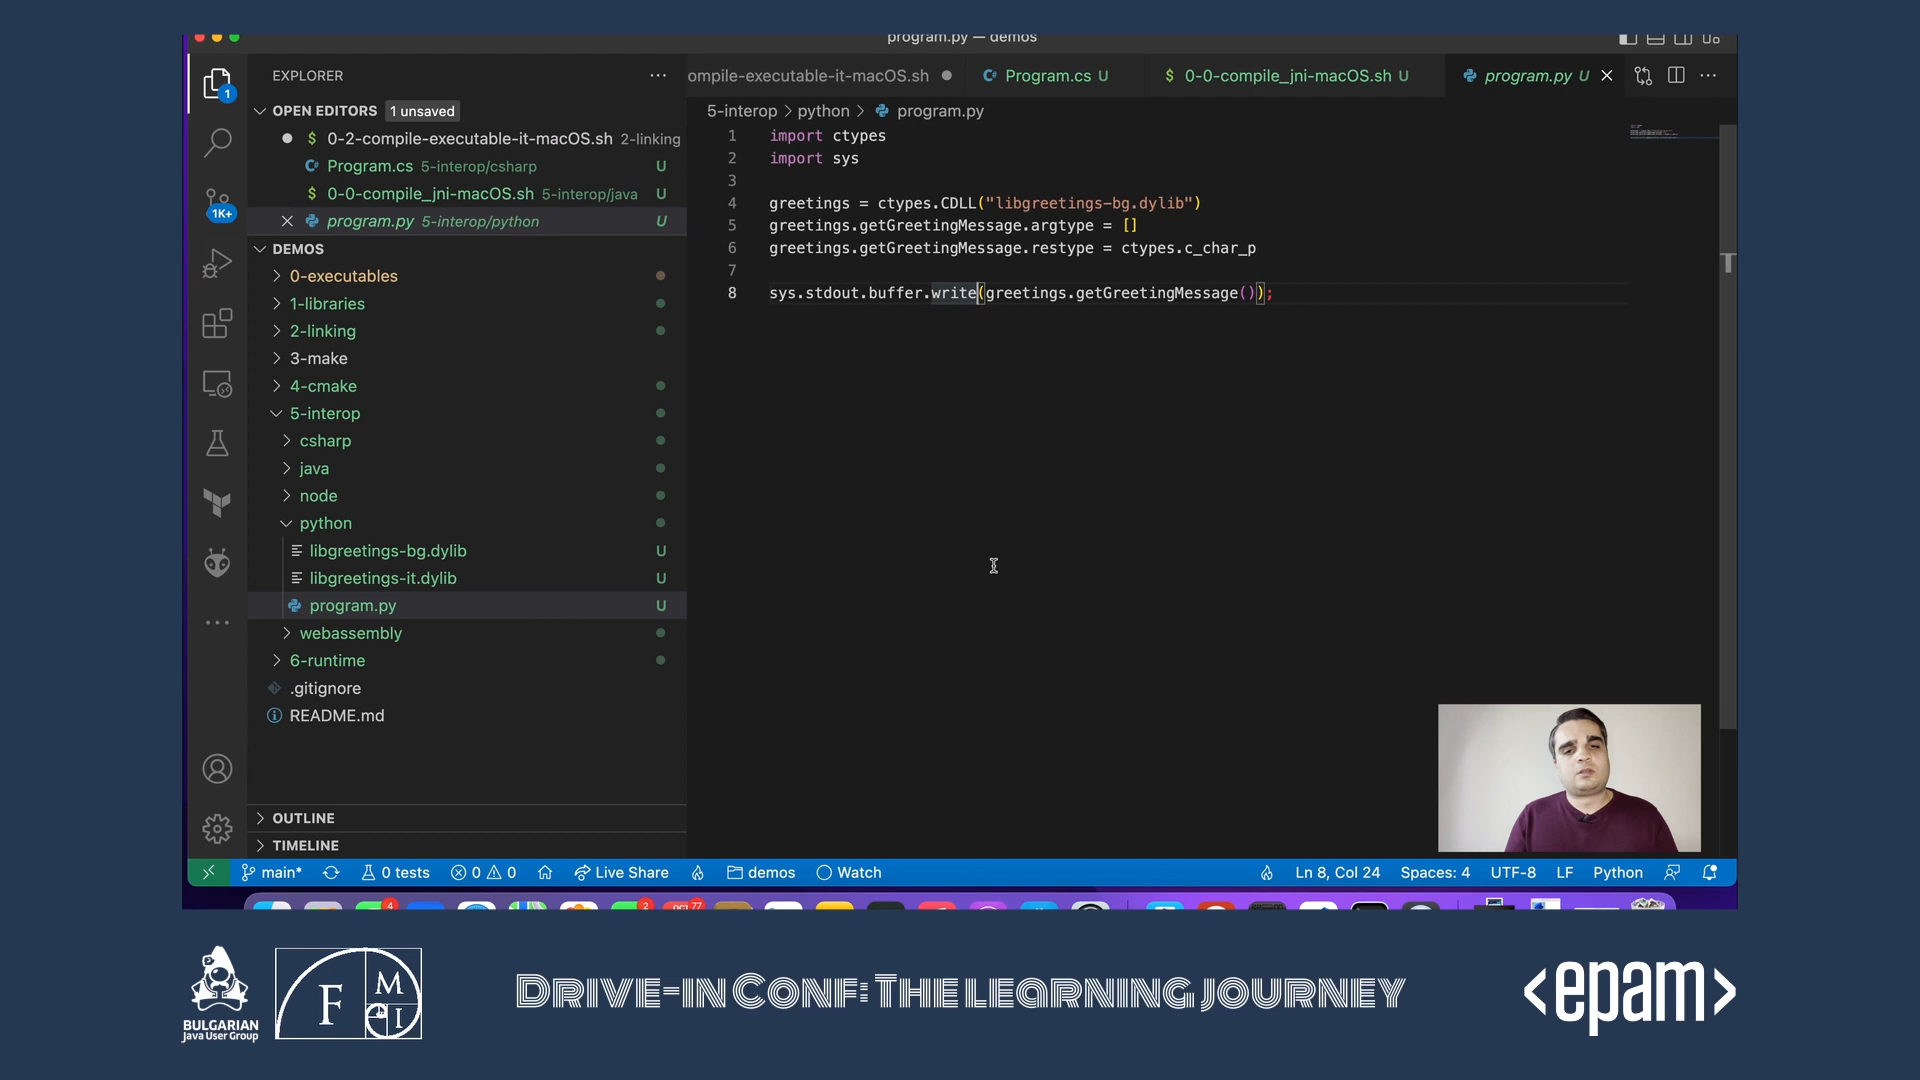 program.py — demos
EXPLORER
OPEN EDITORS 1 unsaved
0-2-compile-executable-it-macOS.sh 2-linking
Program.cs 5-interop/csharp U
0-0-compile_jni-macOS.sh 5-interop/java U
program.py 5-interop/python U
DEMOS
0-executables
1-libraries
2-linking
3-make
4-cmake
5-interop
csharp
java
node
python
libgreetings-bg.dylib U
libgreetings-it.dylib U
program.py U
webassembly
6-runtime
.gitignore
README.md
OUTLINE
TIMELINE
1
1K+
ompile-executable-it-macOS.sh
Program.cs U
$ 0-0-compile_jni-macOS.sh U
program.py U
5-interop > python > program.py
1 import ctypes
2 import sys
3
4 greetings = ctypes.CDLL("libgreetings-bg.dylib")
5 greetings.getGreetingMessage.argtype = []
6 greetings.getGreetingMessage.restype = ctypes.c_char_p
7
8 sys.stdout.buffer.write(greetings.getGreetingMessage());
main* 0 tests 0 0 Live Share demos Watch
Ln 8, Col 24 Spaces: 4 UTF-8 LF Python
4
2
77
BULGARIAN
Java User Group
F M I
DRIVE-IN CONF: THE LEARNING JOURNEY
<epam>